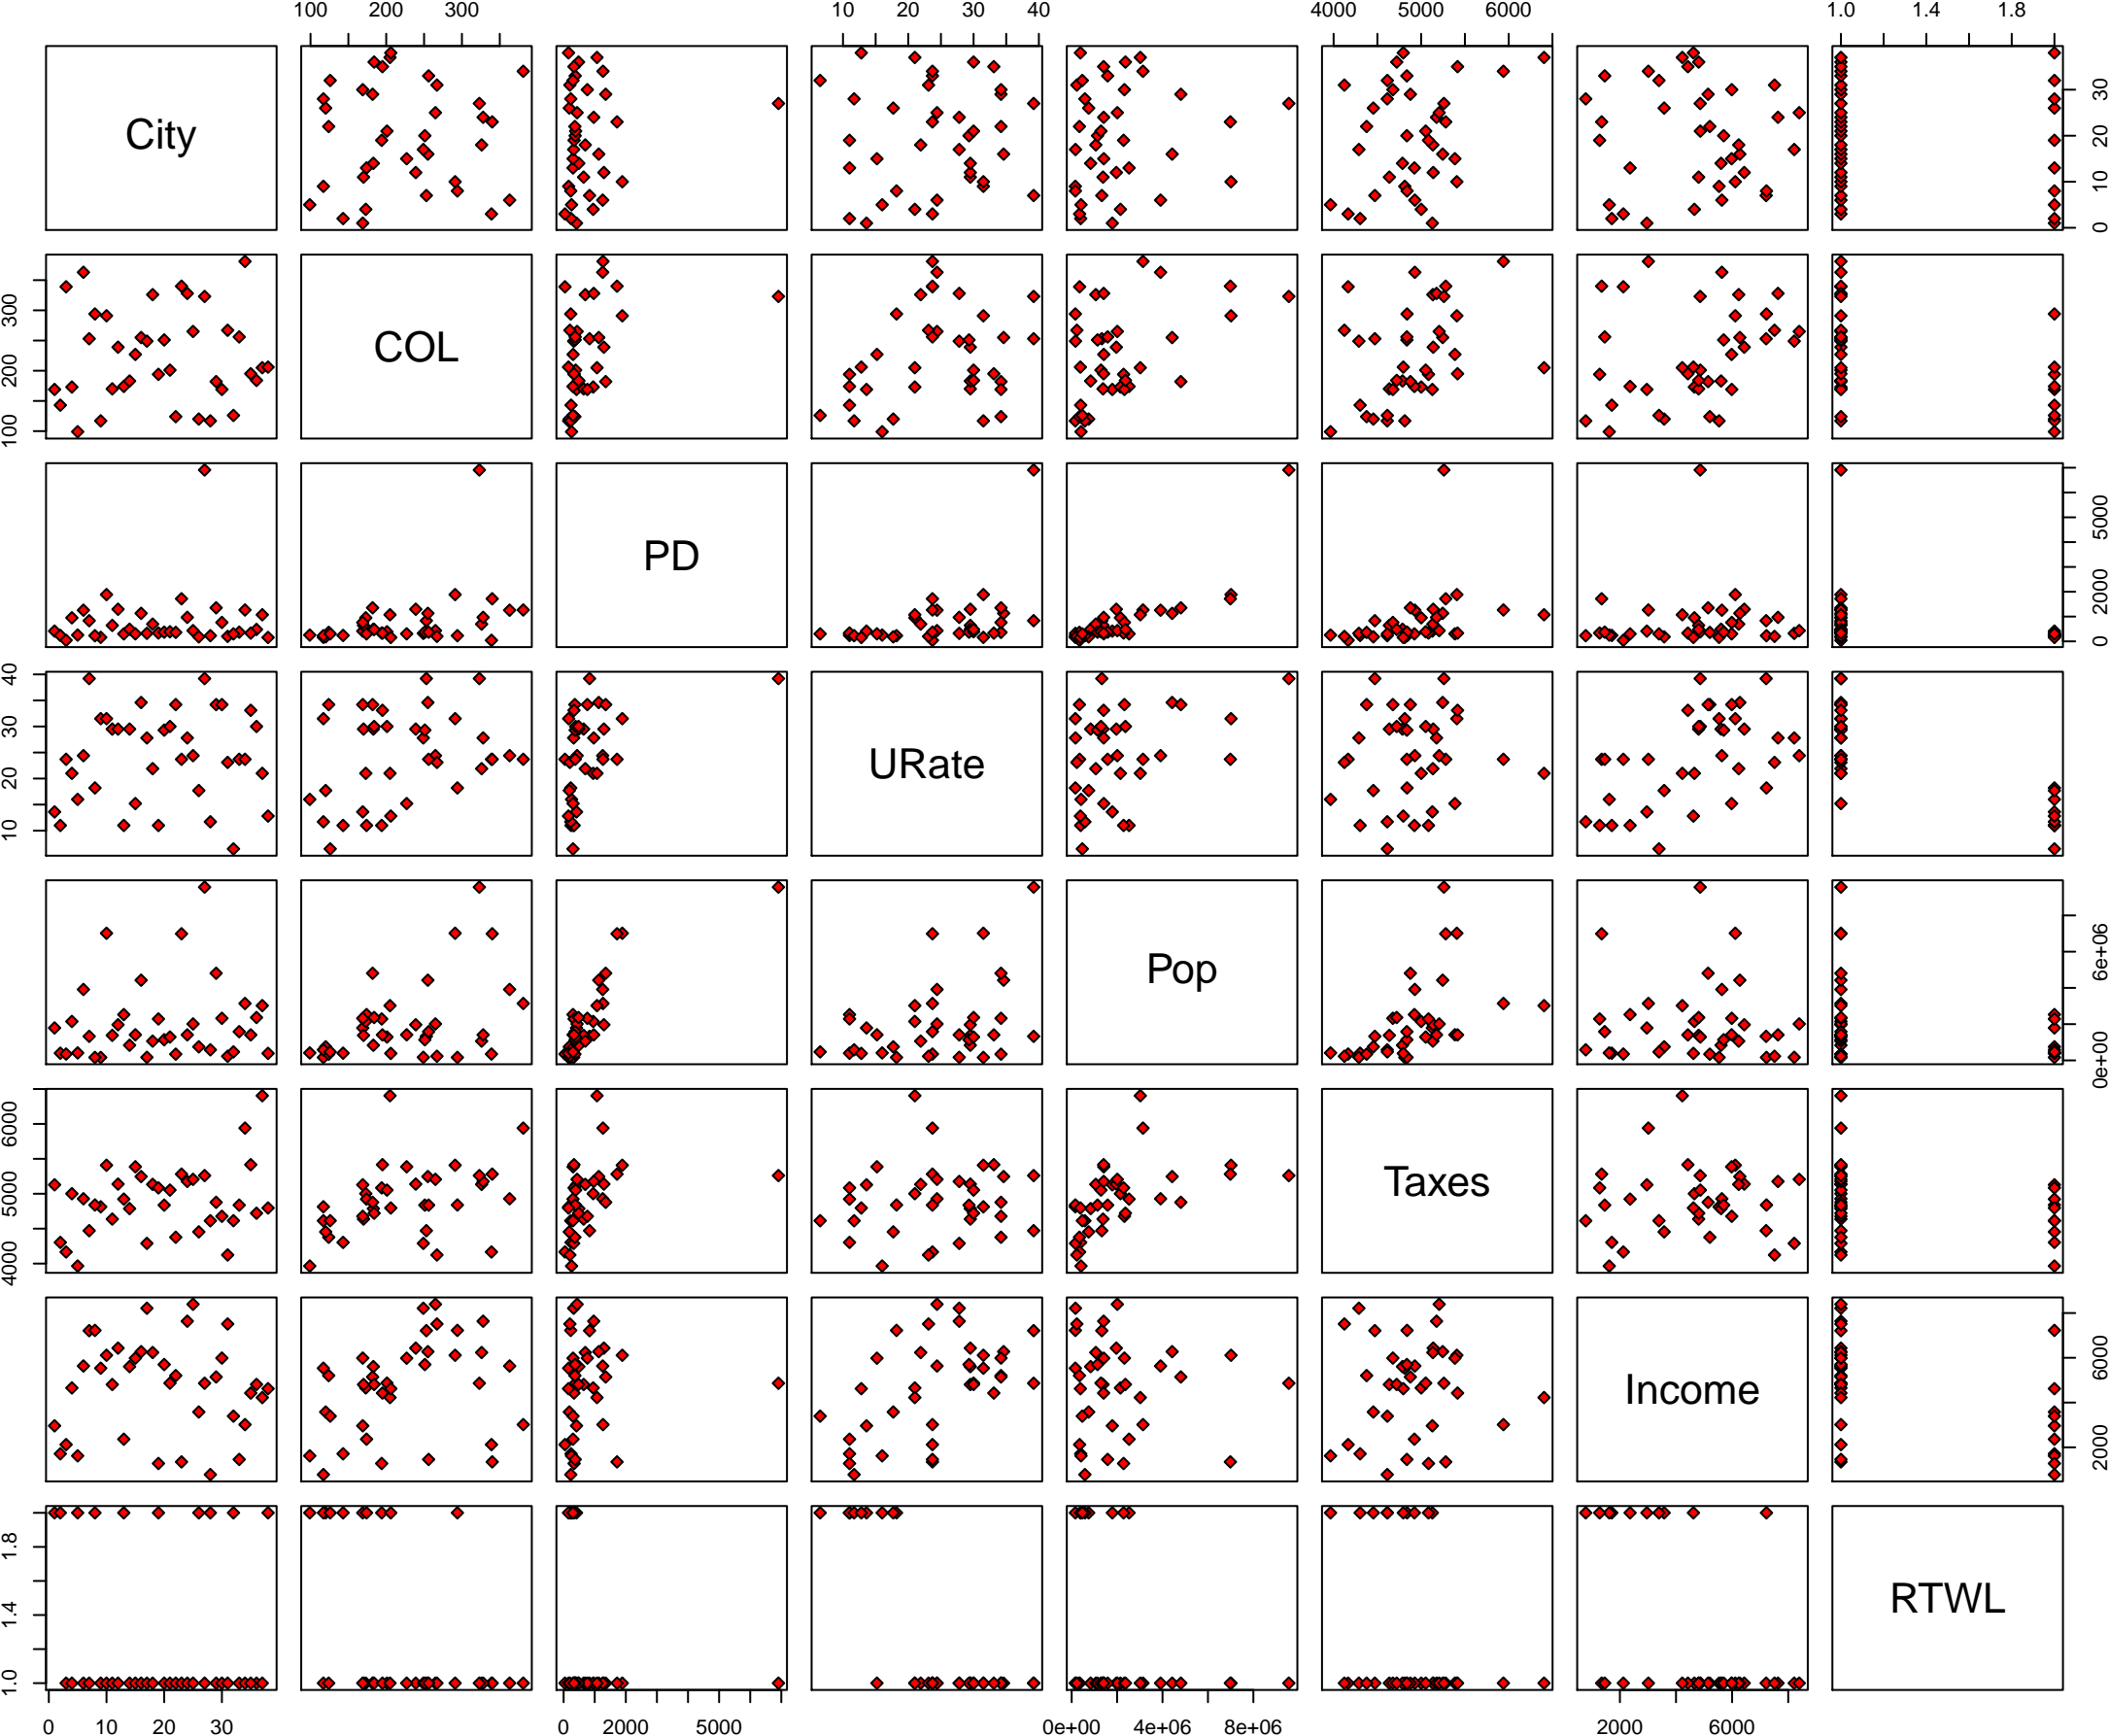 100 200 300 10 20 30 40 4000 5000 6000 1.0 1.4 1.8
City
0 10 20 30
100 200 300
COL
PD
0 2000 5000
10 20 30 40
URate
Pop
0e+00 6e+06
4000 5000 6000
Taxes
Income
2000 6000
1.0 1.4 1.8
RTWL
0 10 20 30 0 2000 5000 0e+00 4e+06 8e+06 2000 6000